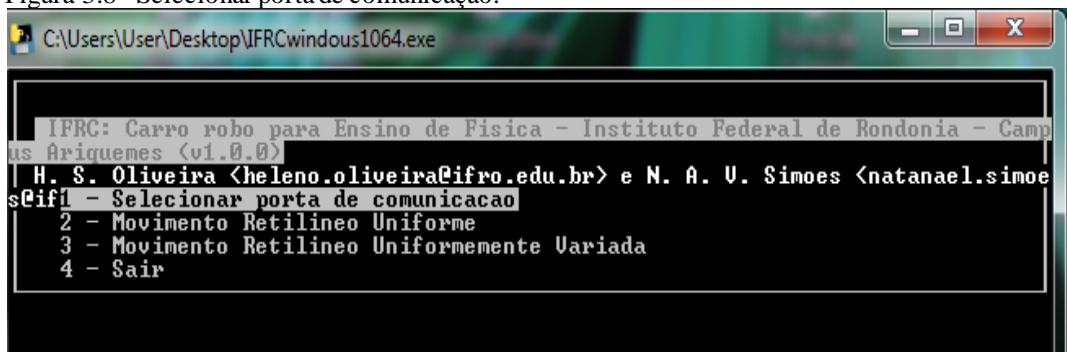 Figura 5.8 - Selecionar porta de comunicação.
C:\Users\User\Desktop\IFRCwindous1064.exe
IFRC: Carro robo para Ensino de Fisica - Instituto Federal de Rondonia - Camp
us Ariquemes (v1.0.0)
H. S. Oliveira <heleno.oliveira@ifro.edu.br> e N. A. V. Simoes <natanael.simoe
s@if1 - Selecionar porta de comunicacao
2 - Movimento Retilineo Uniforme
3 - Movimento Retilineo Uniformemente Variada
4 - Sair